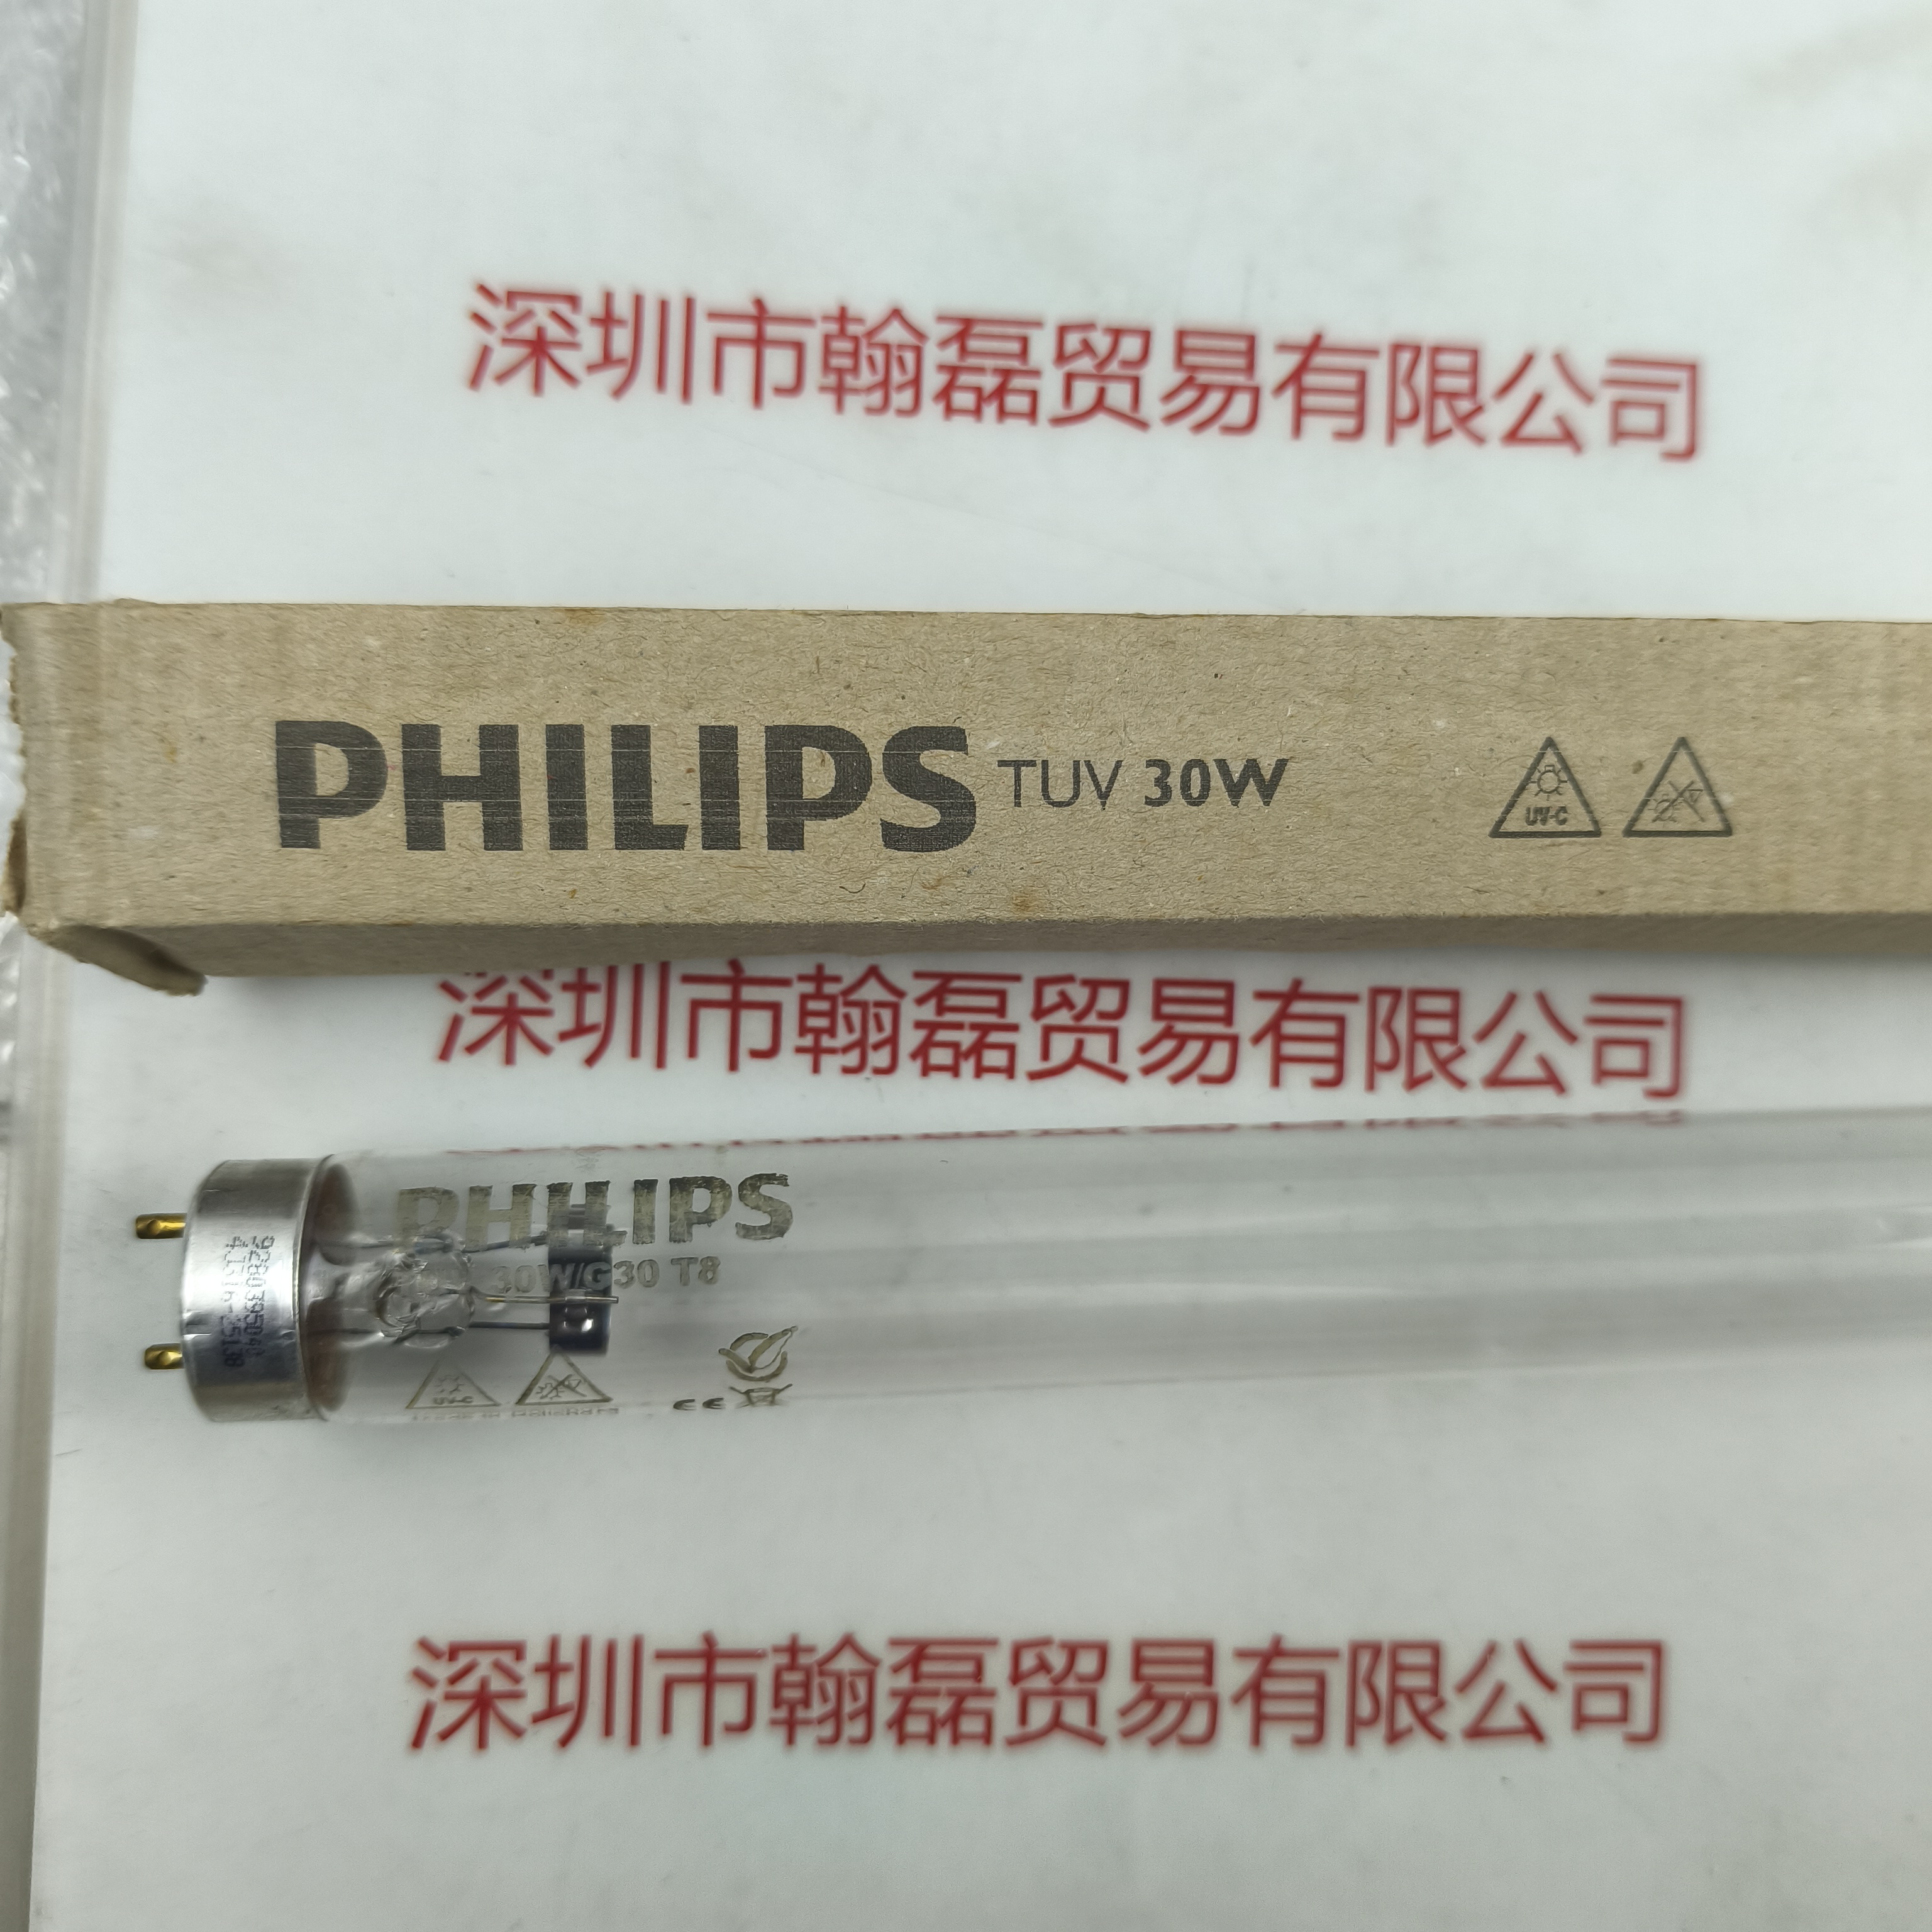 深圳市翰磊贸易有限公司
PHILIPS TUV 30W
UV-C
深圳市翰磊贸易有限公司
PHILIPS
30W/G30 T8
928039504
UV-C
CE
深圳市翰磊贸易有限公司